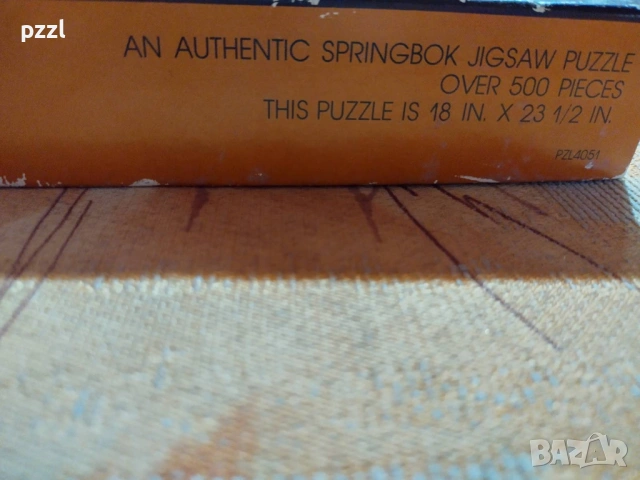 pzzl
AN AUTHENTIC SPRINGBOK JIGSAW PUZZLE
OVER 500 PIECES
THIS PUZZLE IS 18 IN. X 23 1/2 IN.
PZL4051
BAZAR